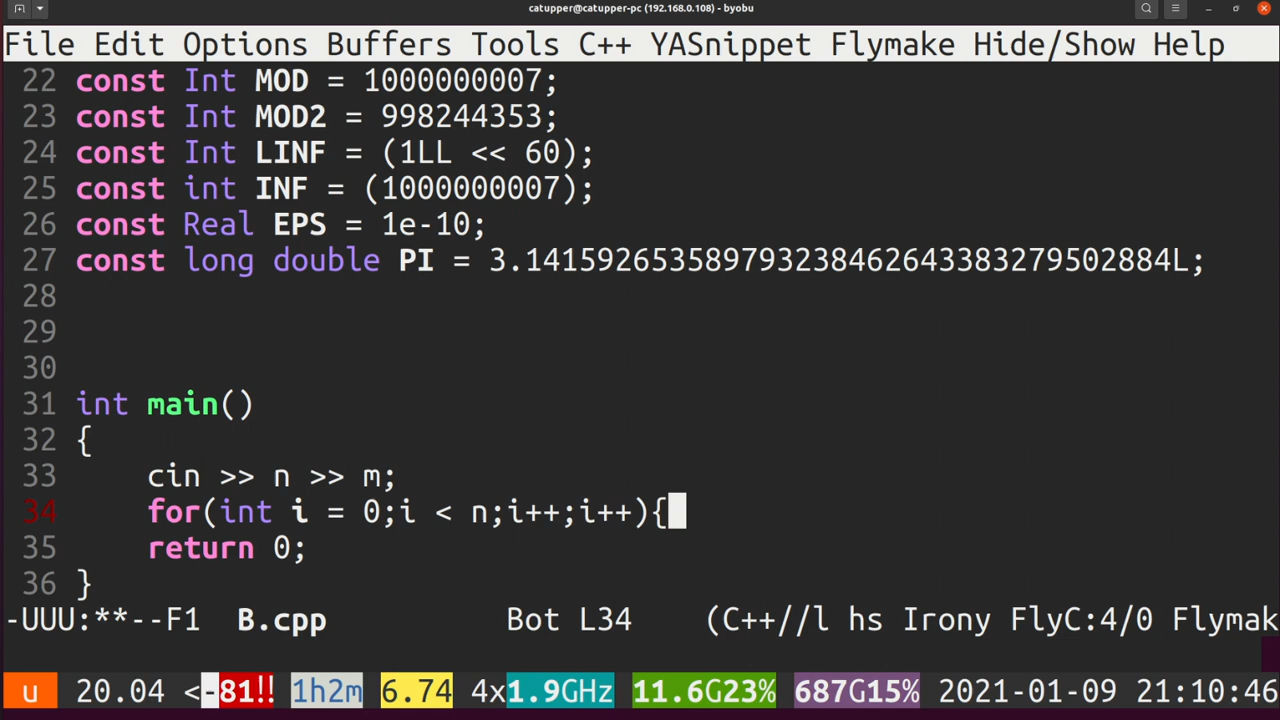 catupper@catupper-pc (192.168.0.108) - byobu
File Edit Options Buffers Tools C++ YASnippet Flymake Hide/Show Help
22 const Int MOD = 1000000007;
23 const Int MOD2 = 998244353;
24 const Int LINF = (1LL << 60);
25 const int INF = (1000000007);
26 const Real EPS = 1e-10;
27 const long double PI = 3.141592653589793238462643383279502884L;
28
29
30
31 int main()
32 {
33     cin >> n >> m;
34     for(int i = 0;i < n;i++;i++){
35     return 0;
36 }
-UUU:**--F1  B.cpp          Bot L34    (C++//l hs Irony FlyC:4/0 Flymak
u 20.04 <-81!! 1h2m 6.74 4x1.9GHz 11.6G23% 687G15% 2021-01-09 21:10:46